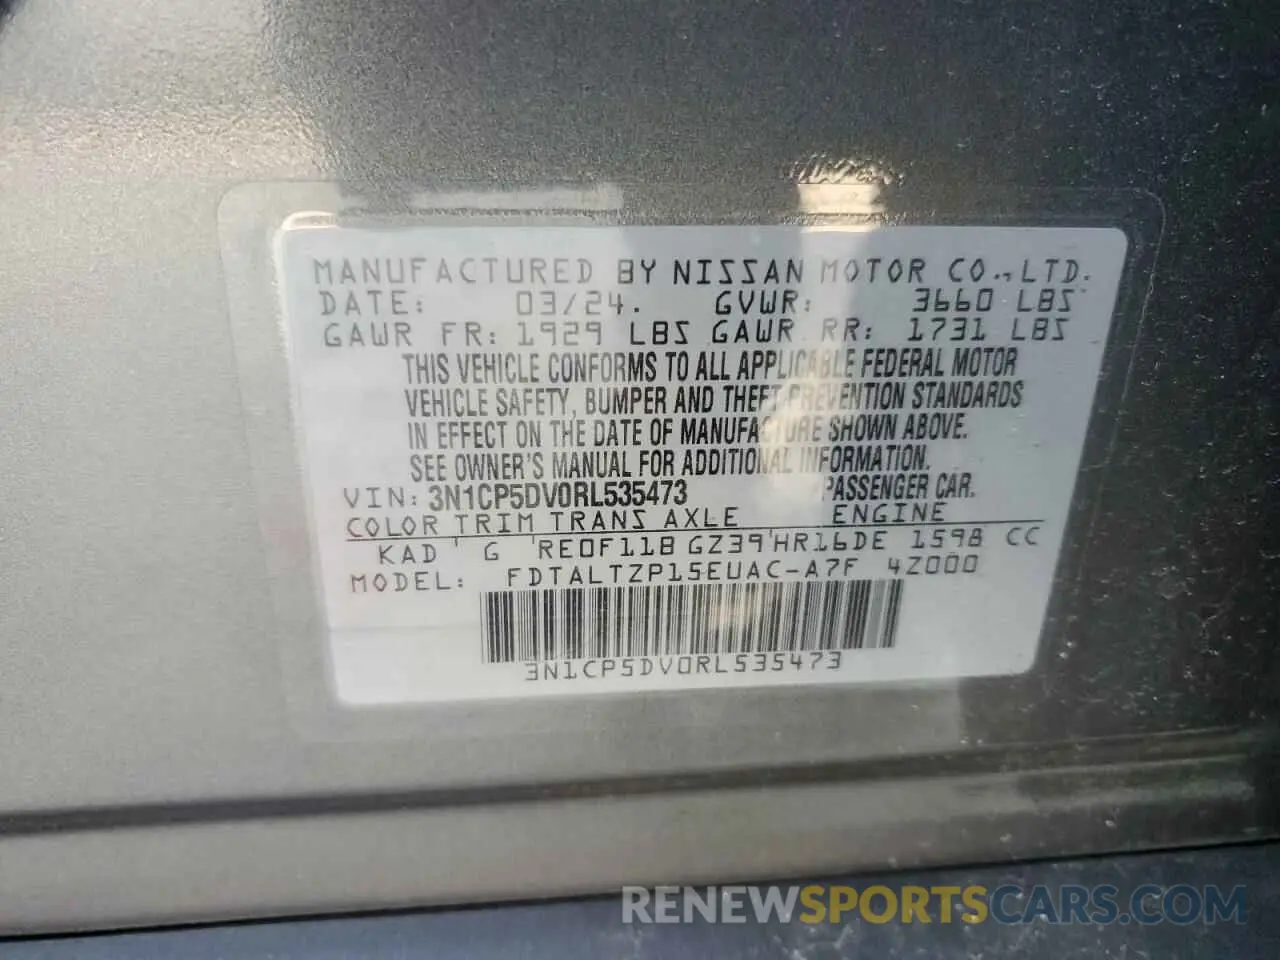 MANUFACTURED BY NISSAN MOTOR CO., LTD.
DATE: 03/24. GVWR: 3660 LBS
GAWR FR: 1929 LBS GAWR RR: 1731 LBS
THIS VEHICLE CONFORMS TO ALL APPLICABLE FEDERAL MOTOR
VEHICLE SAFETY, BUMPER AND THEFT PREVENTION STANDARDS
IN EFFECT ON THE DATE OF MANUFACTURE SHOWN ABOVE.
SEE OWNER'S MANUAL FOR ADDITIONAL INFORMATION.
VIN: 3N1CP5DV0RL535473 PASSENGER CAR.
COLOR TRIM TRANS AXLE ENGINE
KAD G RE0F11B GZ39 HR16DE 1598 CC
MODEL: FDTALTZP15EUAC-A7F 4Z000
3N1CP5DV0RL535473
RENEWSPORTSCARS.COM